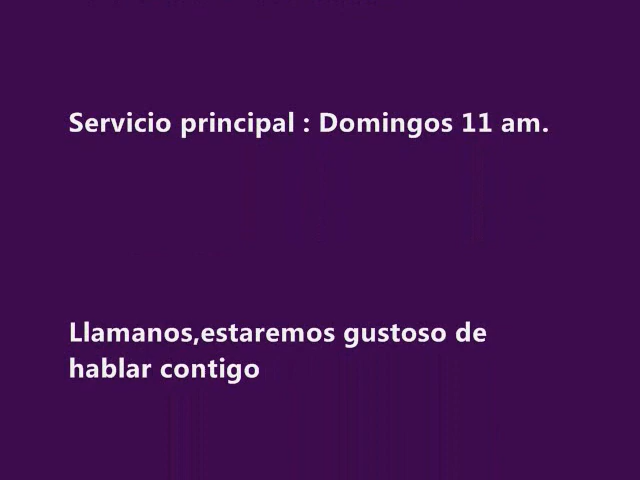 Servicio principal : Domingos 11 am.
Llamanos,estaremos gustoso de
hablar contigo